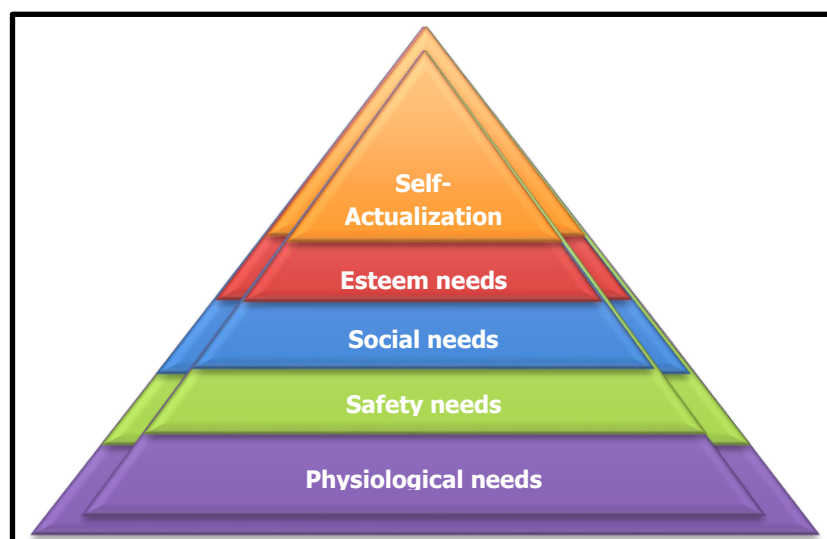 Self-
Actualization
Esteem needs
Social needs
Safety needs
Physiological needs